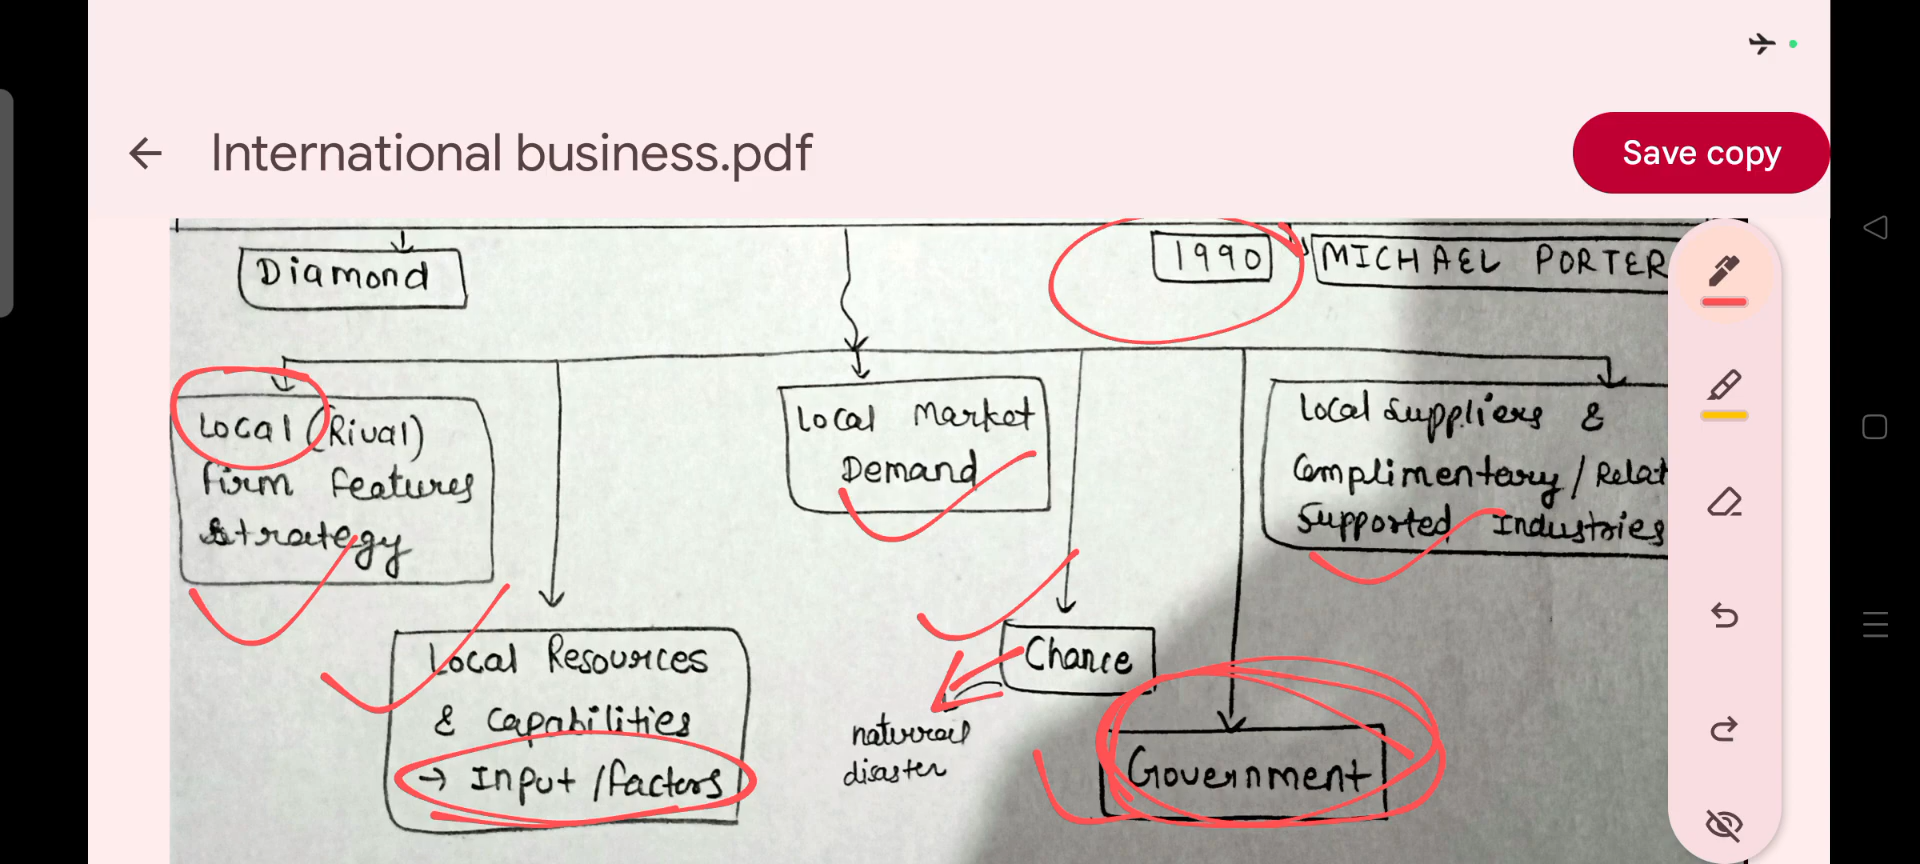 International business.pdf
Save copy
Diamond
1990
MICHAEL PORTER
Local (Rival)
firm features
strategy
Local Market
Demand
Local Suppliers &
Complimentary / Relat
Supported Industries
Local Resources
& Capabilities
→ Input / factors
Chance
natural
disaster
Government